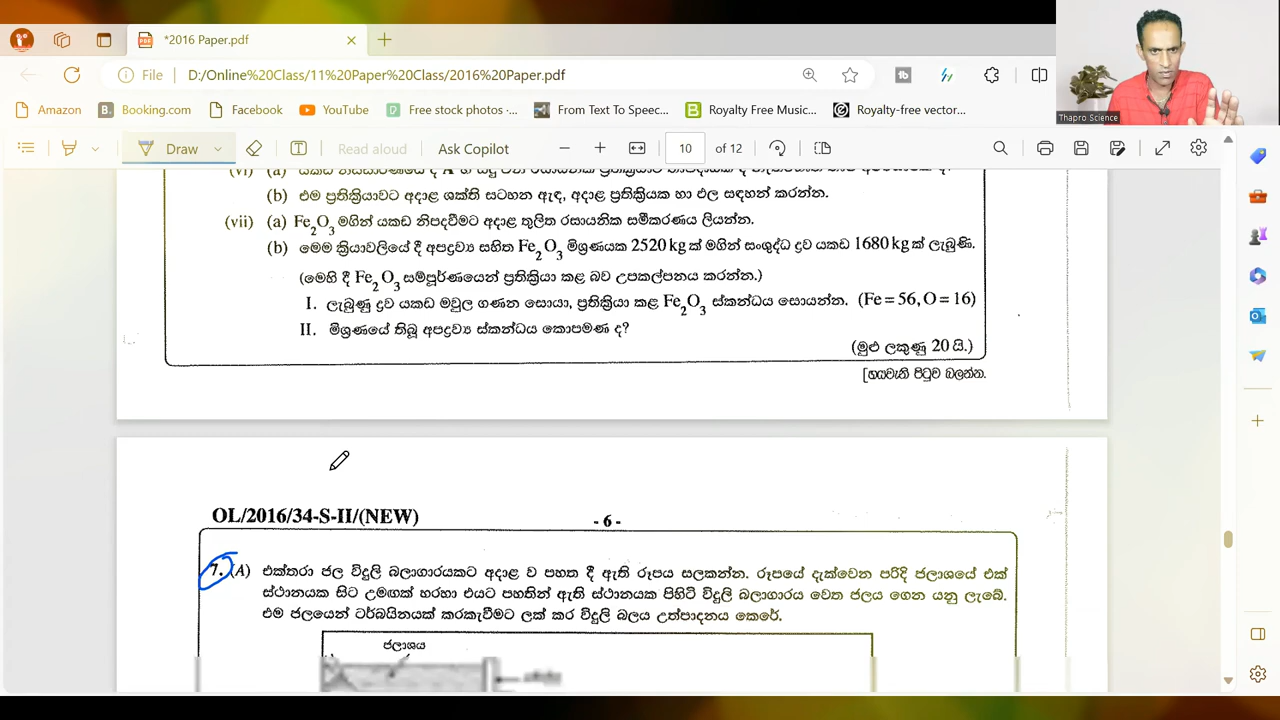 *2016 Paper.pdf
File D:/Online%20Class/11%20Paper%20Class/2016%20Paper.pdf
Amazon Booking.com Facebook YouTube Free stock photos -... From Text To Speec... Royalty Free Music... Royalty-free vector...
Thapro Science
Draw Read aloud Ask Copilot 10 of 12
(b) එම ප්‍රතික්‍රියාවට අදාළ ශක්ති සටහන ඇඳ, අදාළ ප්‍රතික්‍රියක හා ඵල සඳහන් කරන්න.
(vii) (a) Fe₂O₃ මගින් යකඩ නිපදවීමට අදාළ තුලිත රසායනික සමීකරණය ලියන්න.
(b) මෙම ක්‍රියාවලියේ දී අපද්‍රව්‍ය සහිත Fe₂O₃ මිශ්‍රණයක 2520 kg ක් මගින් සංශුද්ධ ද්‍රව යකඩ 1680 kg ක් ලැබුණි.
(මෙහි දී Fe₂O₃ සම්පූර්ණයෙන් ප්‍රතික්‍රියා කළ බව උපකල්පනය කරන්න.)
I. ලැබුණු ද්‍රව යකඩ මවුල ගණන සොයා, ප්‍රතික්‍රියා කළ Fe₂O₃ ස්කන්ධය සොයන්න. (Fe = 56, O = 16)
II. මිශ්‍රණයේ තිබූ අපද්‍රව්‍ය ස්කන්ධය කොපමණ ද?
(මුළු ලකුණු 20 යි.)
[හයවැනි පිටුව බලන්න.
OL/2016/34-S-II/(NEW) - 6 -
7. (A) එක්තරා ජල විදුලි බලාගාරයකට අදාළ ව පහත දී ඇති රූපය සලකන්න. රූපයේ දැක්වෙන පරිදි ජලාශයේ එක්
ස්ථානයක සිට උමඟක් හරහා එයට පහතින් ඇති ස්ථානයක පිහිටි විදුලි බලාගාරය වෙත ජලය ගෙන යනු ලැබේ.
එම ජලයෙන් ටර්බයිනයක් කරකැවීමට ලක් කර විදුලි බලය උත්පාදනය කෙරේ.
ජලාශය